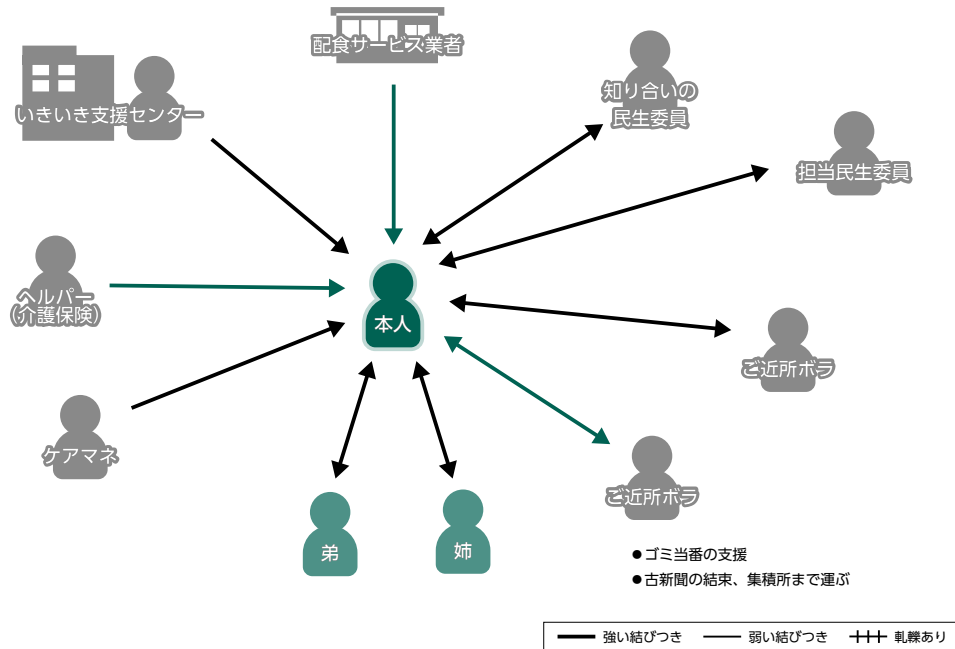 配食サービス業者
いきいき支援センター
知り合いの
民生委員
担当民生委員
ヘルパー
(介護保険)
本人
ご近所ボラ
ケアマネ
ご近所ボラ
弟
姉
●ゴミ当番の支援
●古新聞の結束、集積所まで運ぶ
強い結びつき 弱い結びつき 軋轢あり